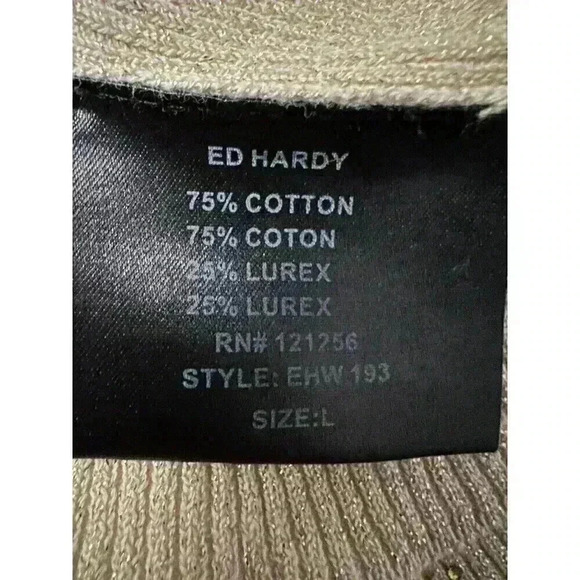 ED HARDY
75% COTTON
75% COTON
25% LUREX
25% LUREX
RN# 121256
STYLE: EHW 193
SIZE:L